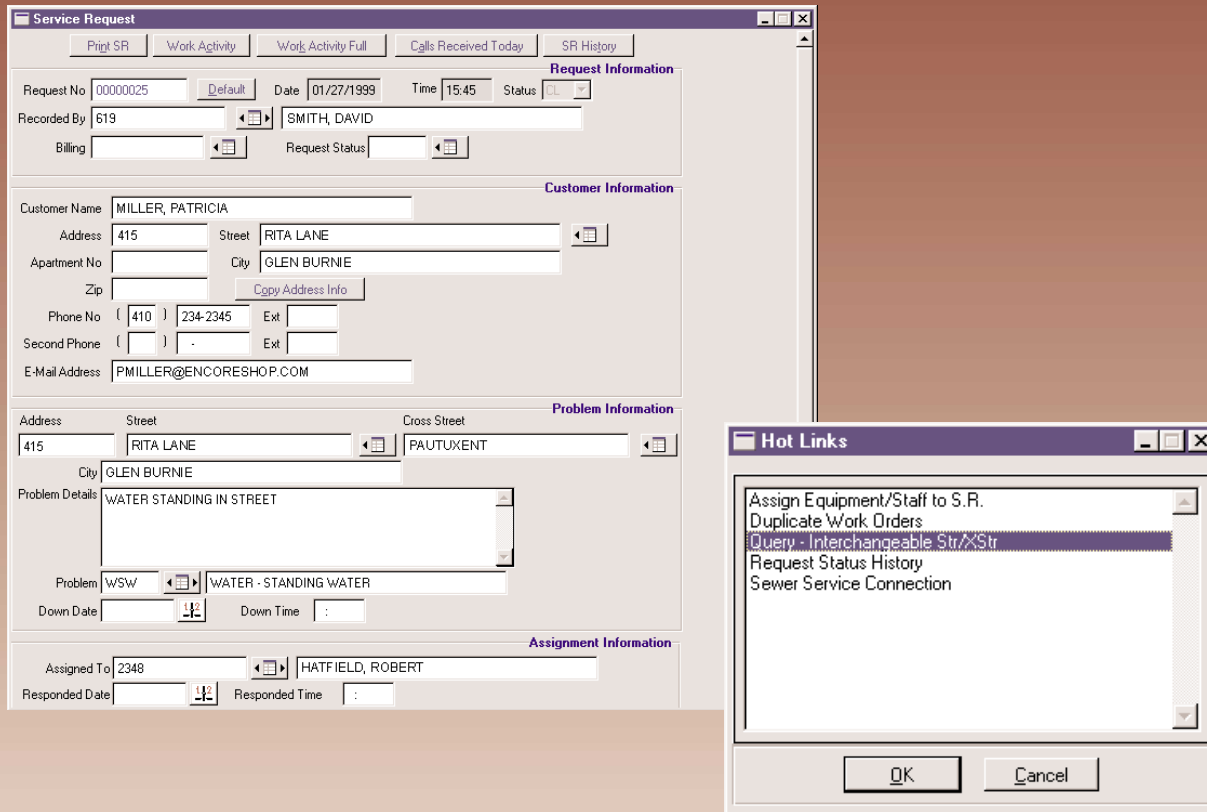 Service Request
Print SR Work Activity Work Activity Full Calls Received Today SR History
Request Information
Request No 00000025 Default Date 01/27/1999 Time 15:45 Status CL
Recorded By 619 SMITH, DAVID
Billing Request Status
Customer Information
Customer Name MILLER, PATRICIA
Address 415 Street RITA LANE
Apartment No City GLEN BURNIE
Zip Copy Address Info
Phone No ( 410 ) 234-2345 Ext
Second Phone ( ) - Ext
E-Mail Address PMILLER@ENCORESHOP.COM
Problem Information
Address Street Cross Street
415 RITA LANE PAUTUXENT
City GLEN BURNIE
Problem Details WATER STANDING IN STREET
Problem WSW WATER - STANDING WATER
Down Date 12 Down Time :
Assignment Information
Assigned To 2348 HATFIELD, ROBERT
Responded Date 12 Responded Time :
Hot Links
Assign Equipment/Staff to S.R.
Duplicate Work Orders
Query - Interchangeable Str/XStr
Request Status History
Sewer Service Connection
OK Cancel